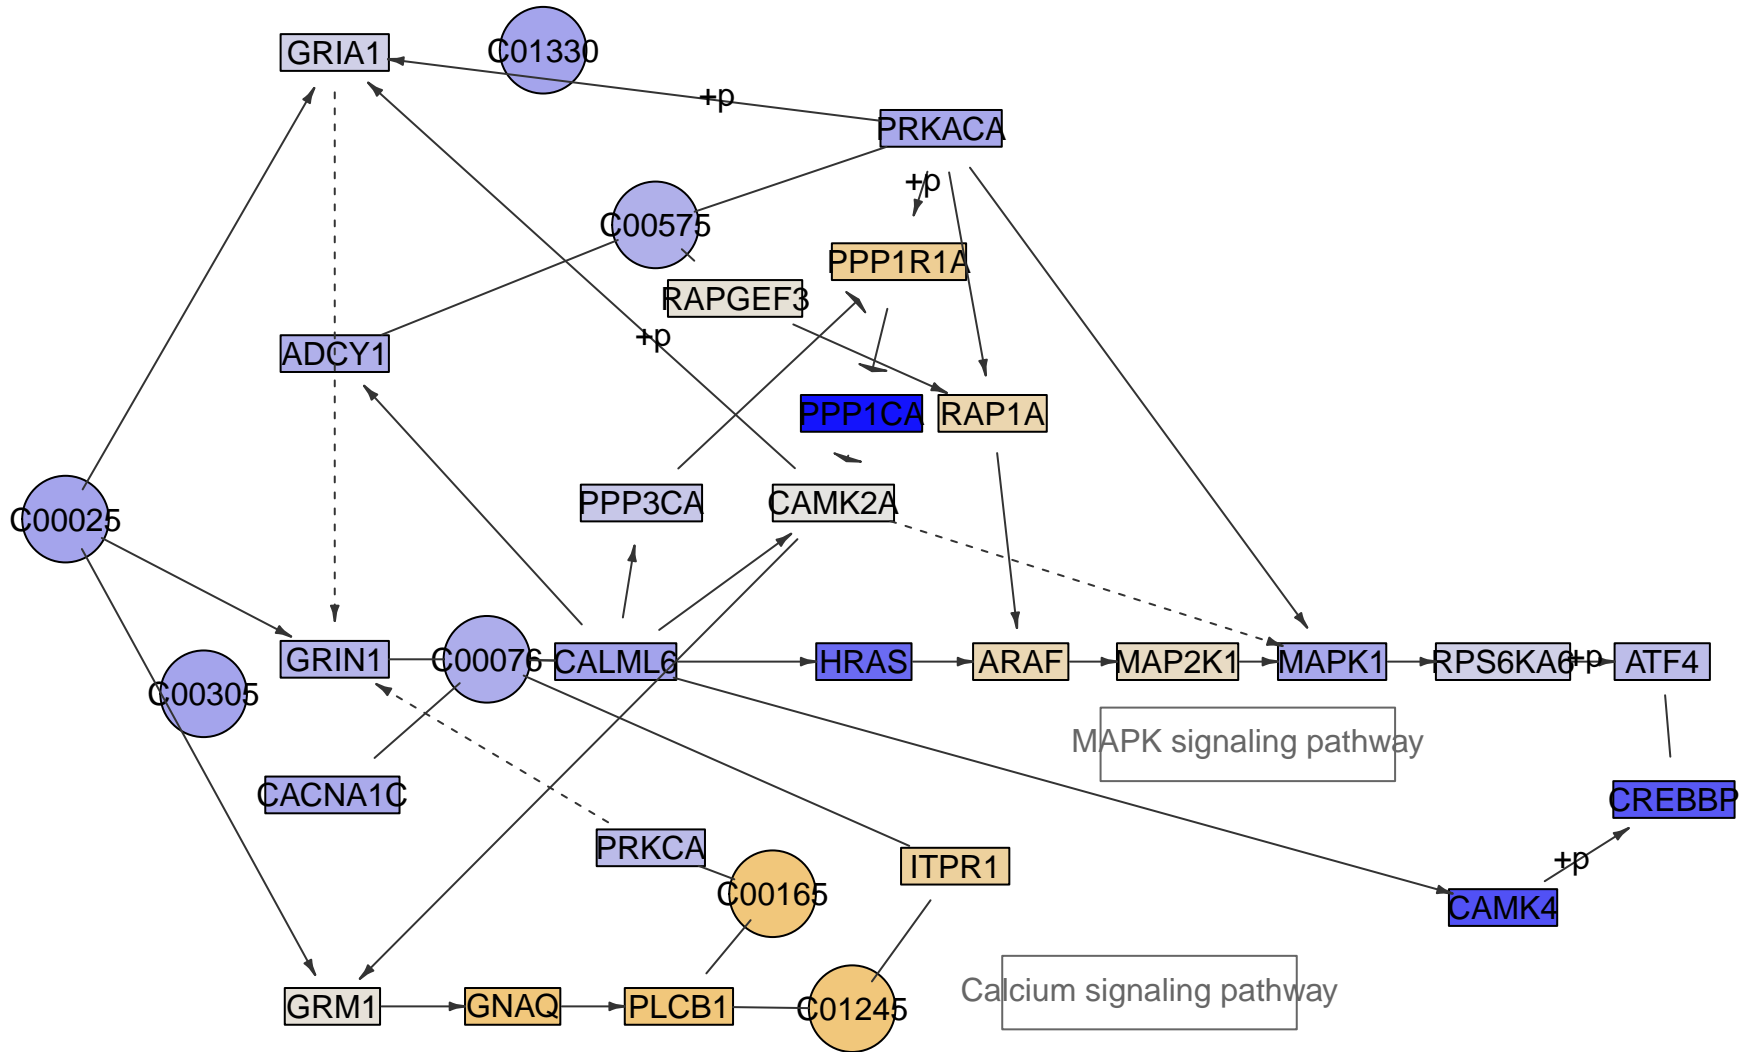 GRIA1
C01330
+p
PRKACA
+p
C00575
PPP1R1A
RAPGEF3
+p
ADCY1
PPP1CA
RAP1A
PPP3CA
CAMK2A
C00025
GRIN1
C00076
CALML6
HRAS
ARAF
MAP2K1
MAPK1
RPS6KA6
+p
ATF4
C00305
MAPK signaling pathway
CACNA1C
CREBBP
PRKCA
ITPR1
+p
C00165
CAMK4
Calcium signaling pathway
GRM1
GNAQ
PLCB1
C01245